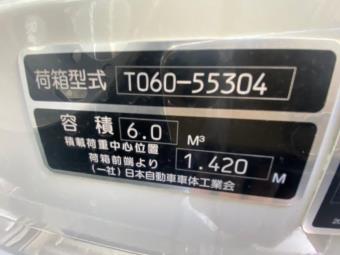 荷箱型式 T060-55304
容積 6.0 M³
積載荷重中心位置
荷箱前端より 1.420 M
(一社)日本自動車車体工業会